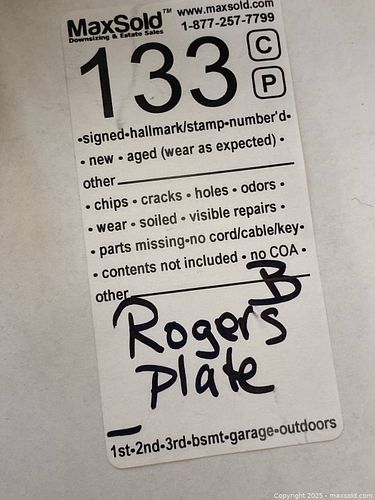 MaxSold™ www.maxsold.com
Downsizing & Estate Sales 1-877-257-7799
133 C
P
•signed•hallmark/stamp•number'd•
• new • aged (wear as expected) •
other
• chips • cracks • holes • odors •
• wear • soiled • visible repairs •
• parts missing•no cord/cable/key•
• contents not included • no COA •
other B
Rogers
Plate
1st•2nd•3rd•bsmt•garage•outdoors
Copyright 2025 - maxsold.com